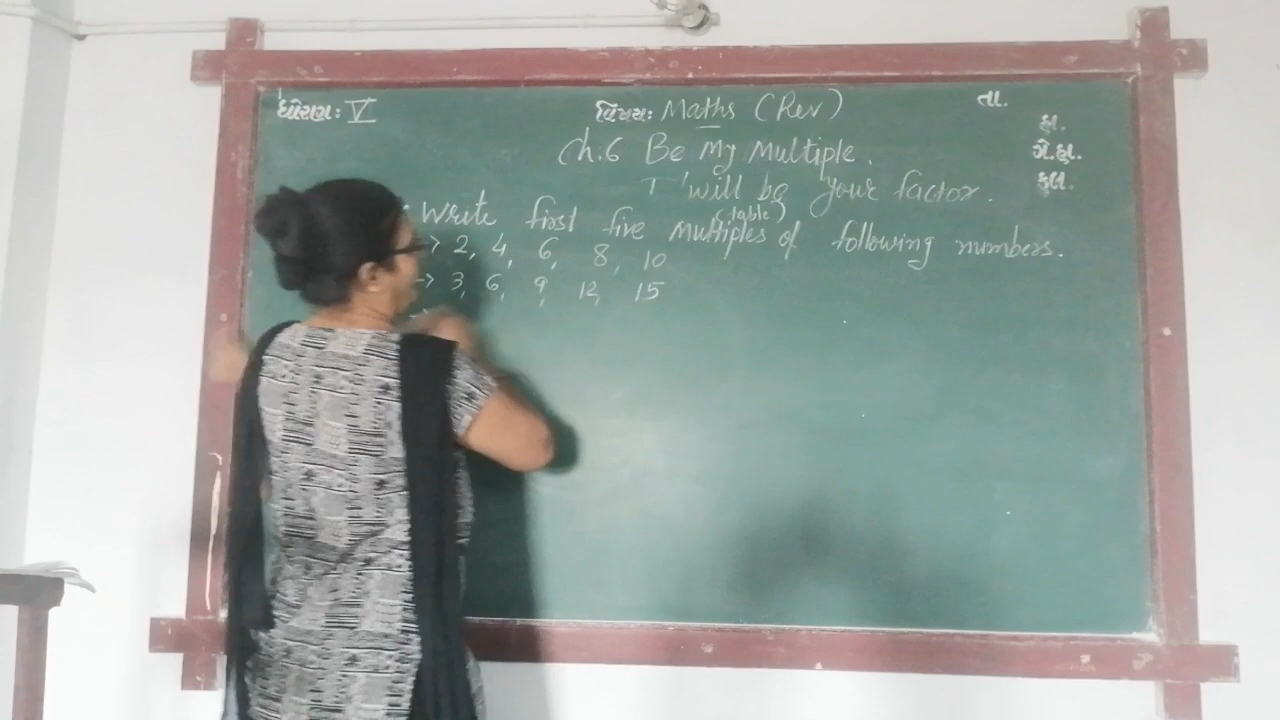 ધોરણ: V વિષય: Maths (Rev) તા.
હા.
ગે.હા.
કુલ.
Ch.6 Be My Multiple.
I'will be your factor.
Write first five Multiples (table) of following numbers.
→ 2, 4, 6, 8, 10
→ 3, 6, 9, 12, 15